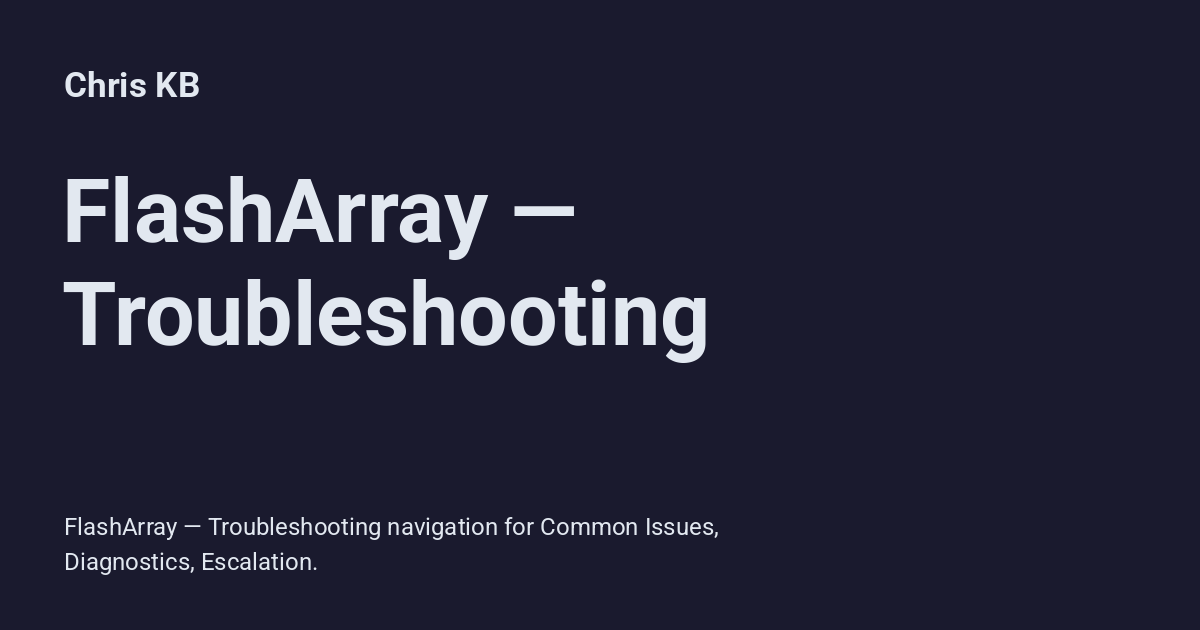 Chris KB
FlashArray —
Troubleshooting
FlashArray — Troubleshooting navigation for Common Issues,
Diagnostics, Escalation.